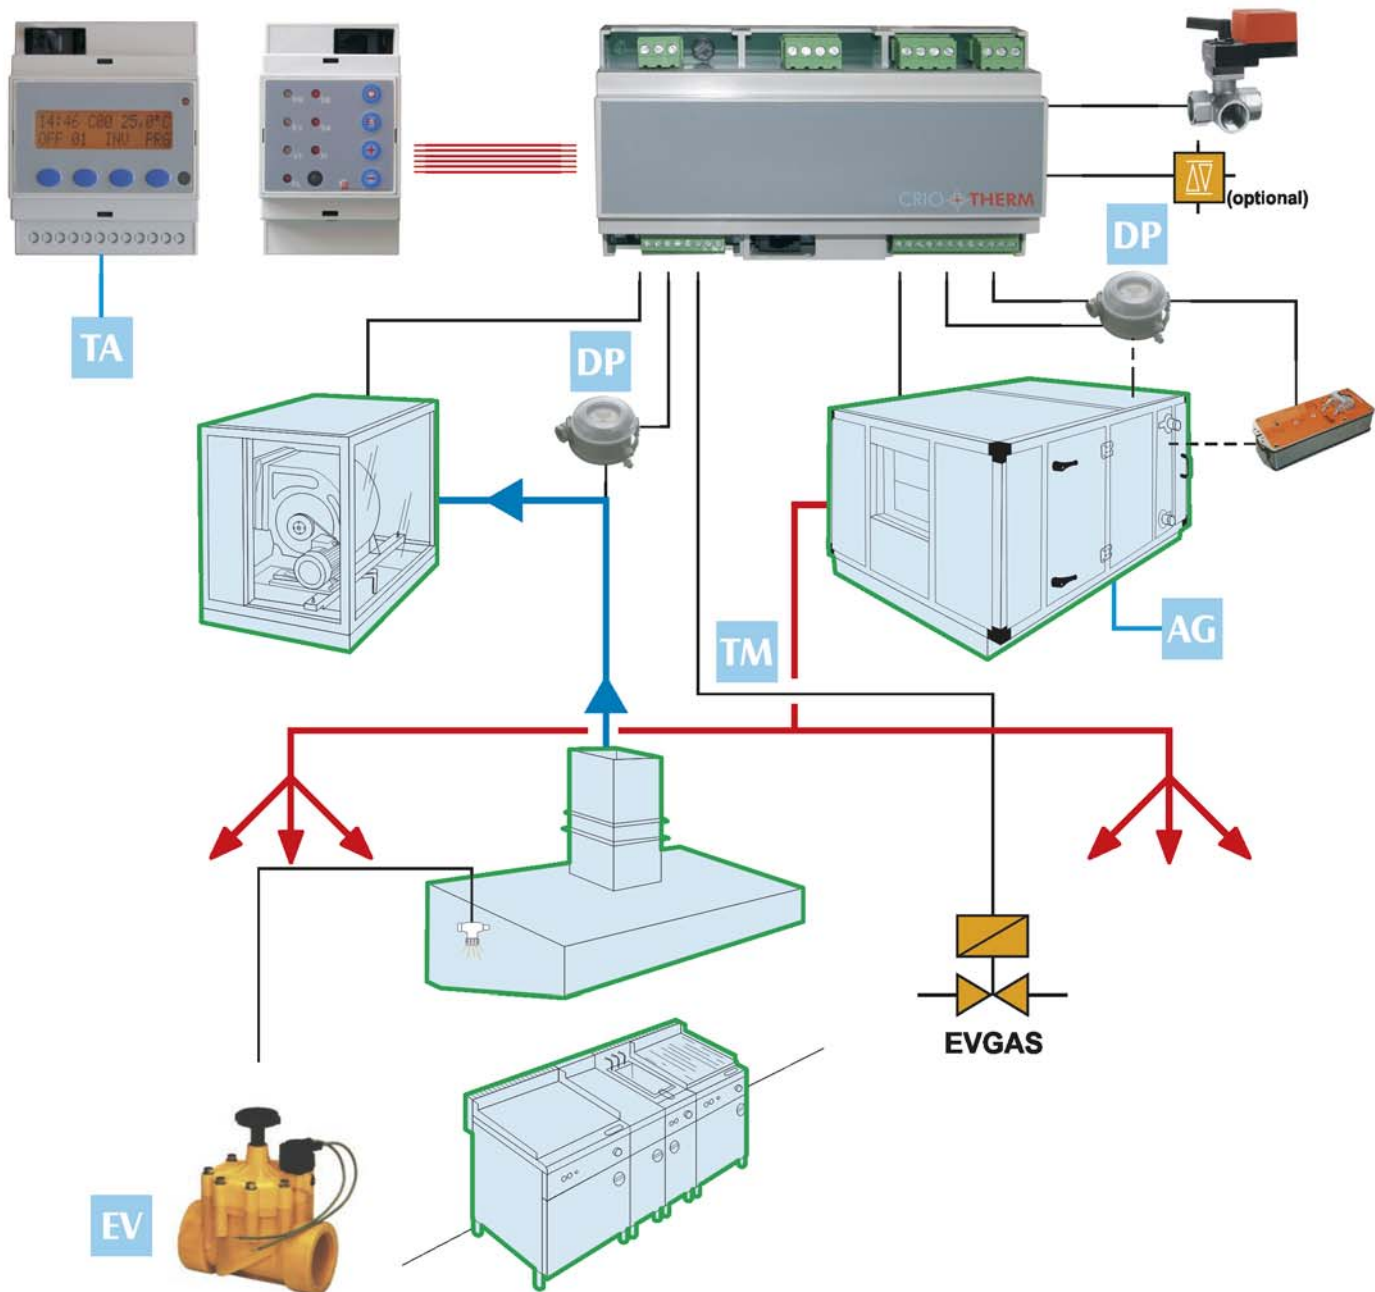 14:46 C00 25,0°C
OFF 01 INV PRG
CRIO THERM
(optional)
DP
TA
DP
TM
AG
EVGAS
EV